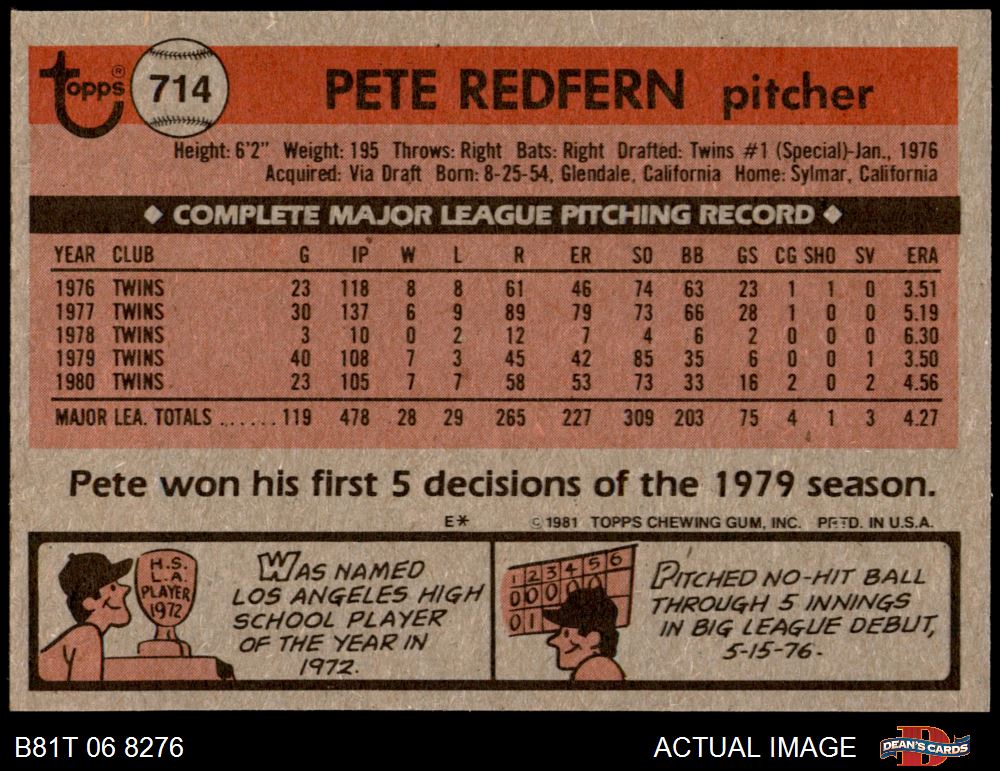 topps®
714
PETE REDFERN pitcher
Height: 6'2" Weight: 195 Throws: Right Bats: Right Drafted: Twins #1 (Special)-Jan., 1976
Acquired: Via Draft Born: 8-25-54, Glendale, California Home: Sylmar, California
◆ COMPLETE MAJOR LEAGUE PITCHING RECORD ◆
YEAR CLUB G IP W L R ER SO BB GS CG SHO SV ERA
1976 TWINS 23 118 8 8 61 46 74 63 23 1 1 0 3.51
1977 TWINS 30 137 6 9 89 79 73 66 28 1 0 0 5.19
1978 TWINS 3 10 0 2 12 7 4 6 2 0 0 0 6.30
1979 TWINS 40 108 7 3 45 42 85 35 6 0 0 1 3.50
1980 TWINS 23 105 7 7 58 53 73 33 16 2 0 2 4.56
MAJOR LEA. TOTALS ...... 119 478 28 29 265 227 309 203 75 4 1 3 4.27
Pete won his first 5 decisions of the 1979 season.
E* © 1981 TOPPS CHEWING GUM, INC. PRTD. IN U.S.A.
H.S.
L.A.
PLAYER
1972
WAS NAMED
LOS ANGELES HIGH
SCHOOL PLAYER
OF THE YEAR IN
1972.
1 2 3 4 5 6
0 0 0 0 0
0 1
PITCHED NO-HIT BALL
THROUGH 5 INNINGS
IN BIG LEAGUE DEBUT,
5-15-76.
B81T 06 8276
ACTUAL IMAGE
DEAN'S CARDS